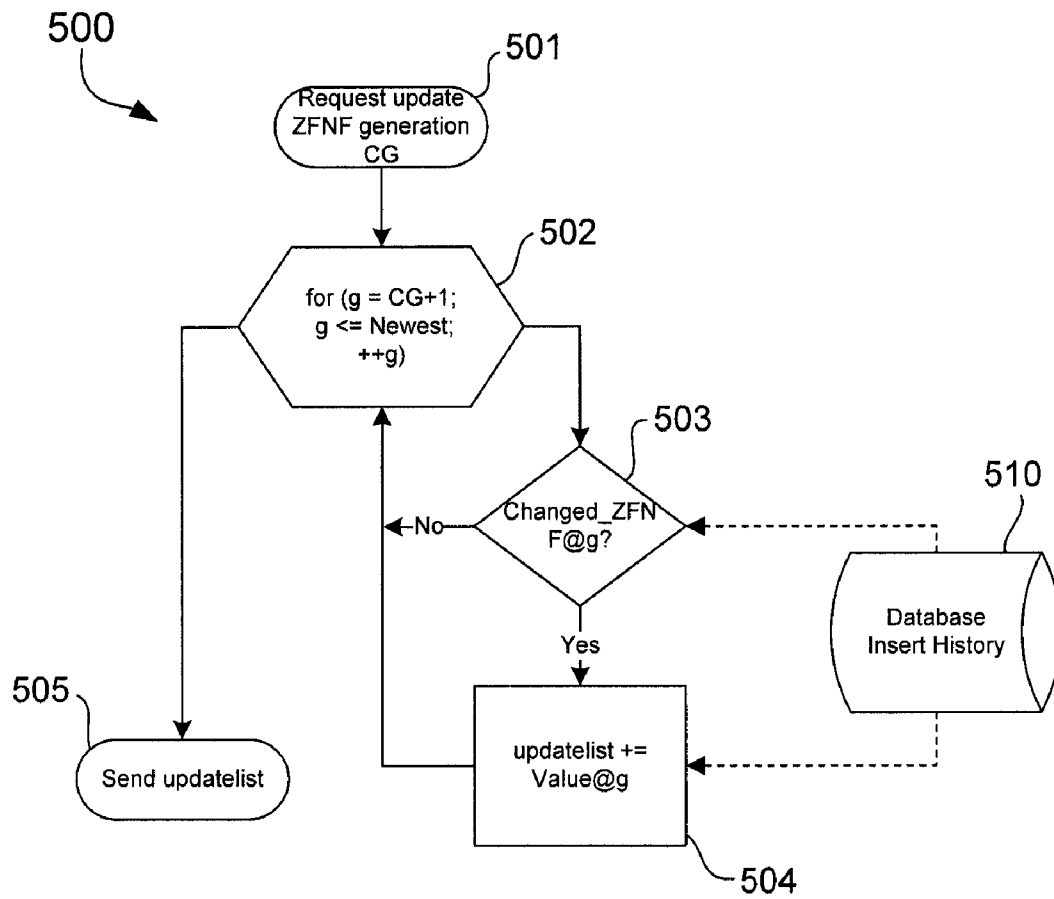 500
501
Request update
ZFNF generation
CG
502
for (g = CG+1;
g <= Newest;
++g)
503
Changed_ZFN
F@g?
No
Yes
510
Database
Insert History
505
Send updatelist
updatelist +=
Value@g
504